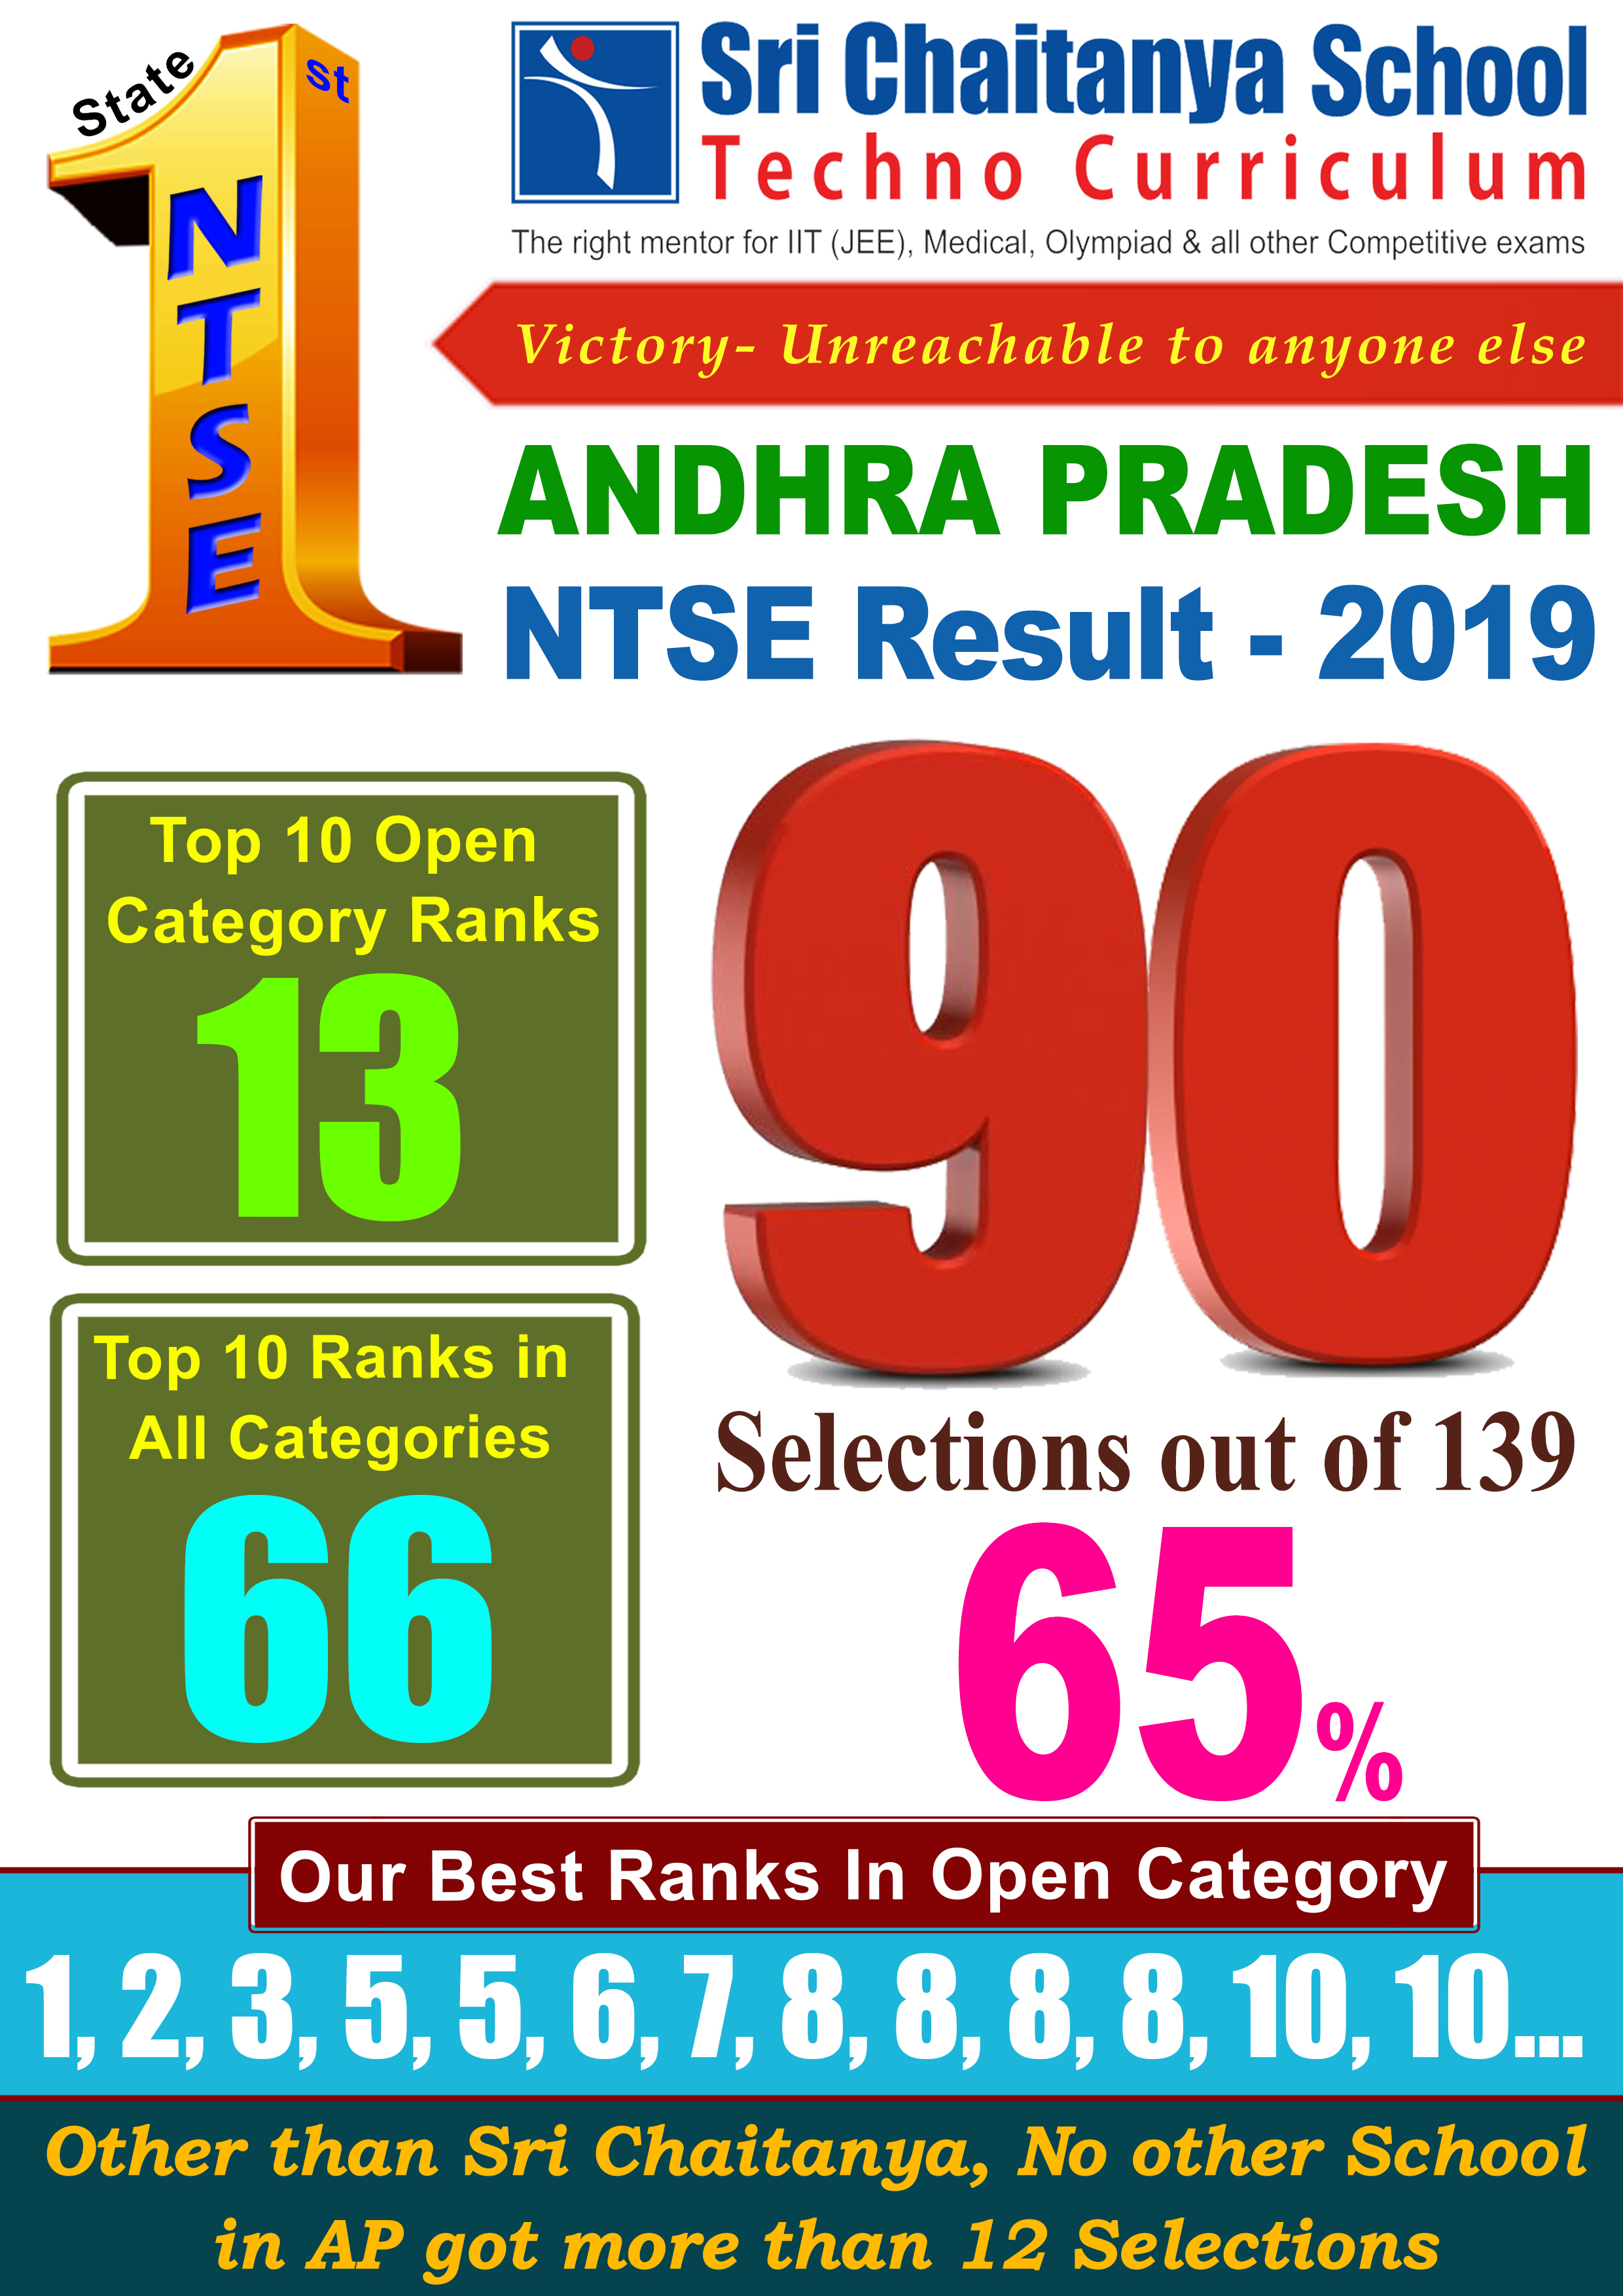 State
1st
NTSE
Sri Chaitanya School
Techno Curriculum
The right mentor for IIT (JEE), Medical, Olympiad & all other Competitive exams
Victory- Unreachable to anyone else
ANDHRA PRADESH
NTSE Result - 2019
Top 10 Open
Category Ranks
13
Top 10 Ranks in
All Categories
66
90
Selections out of 139
65%
Our Best Ranks In Open Category
1, 2, 3, 5, 5, 6, 7, 8, 8, 8, 8, 10, 10...
Other than Sri Chaitanya, No other School
in AP got more than 12 Selections